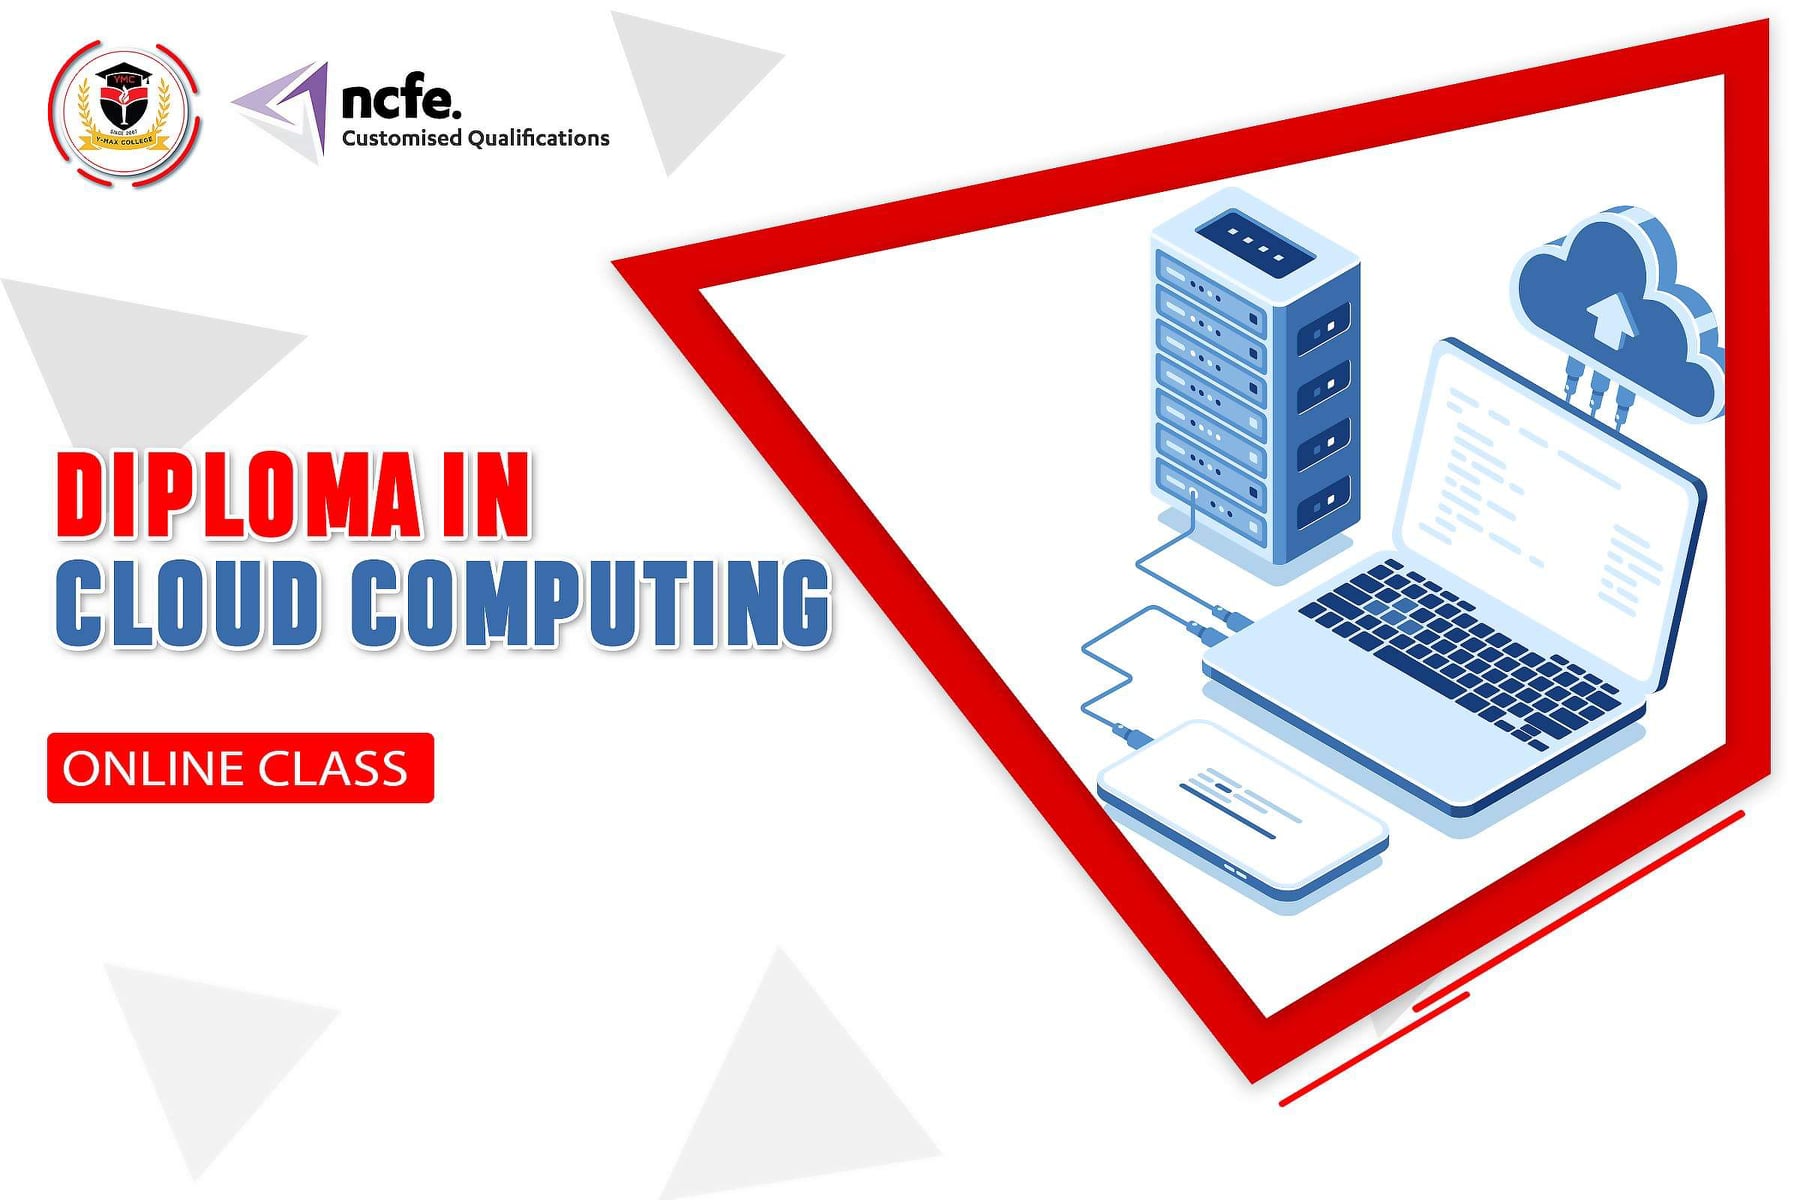 YMC
SINCE 2007
Y-MAX COLLEGE
ncfe.
Customised Qualifications
DIPLOMA IN
CLOUD COMPUTING
ONLINE CLASS